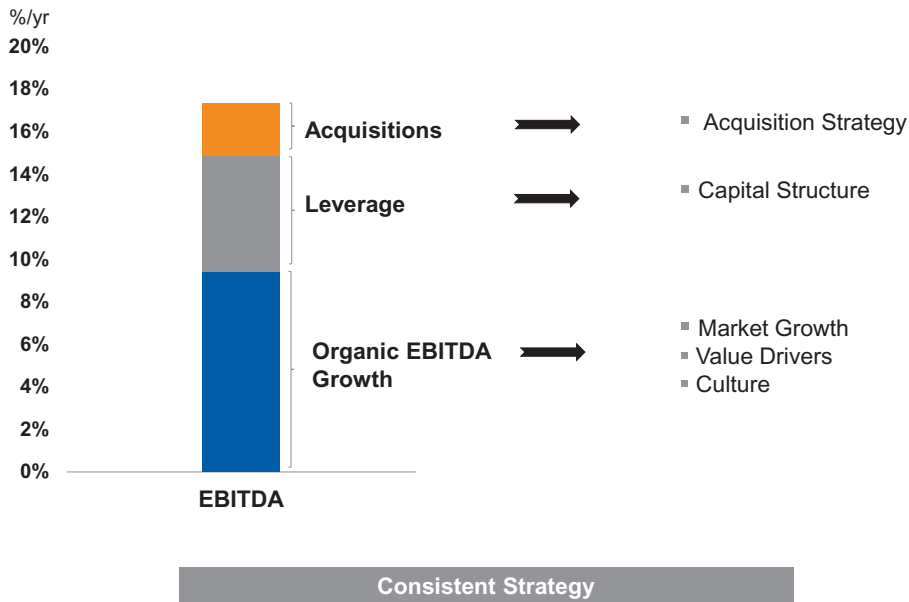 %/yr
20%
18%
16%
14%
12%
10%
8%
6%
4%
2%
0%
EBITDA
Acquisitions
Leverage
Organic EBITDA
Growth
Acquisition Strategy
Capital Structure
Market Growth
Value Drivers
Culture
Consistent Strategy